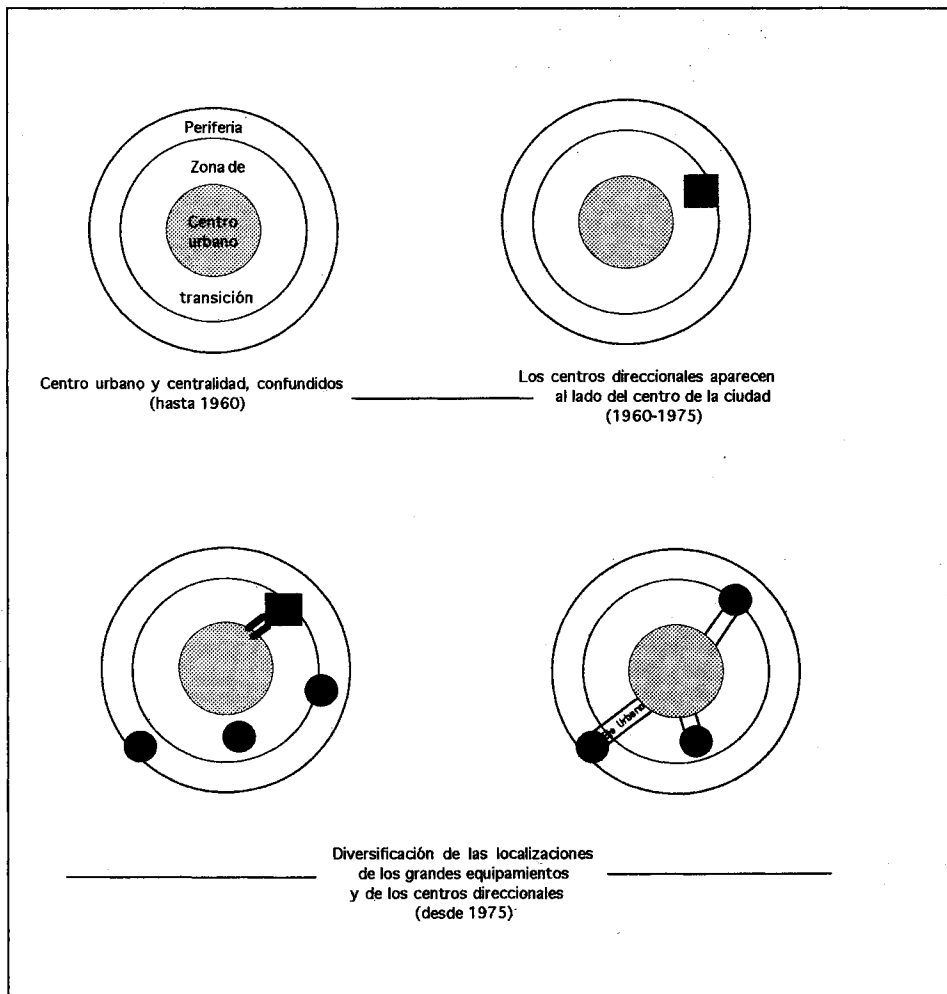 Periferia
Zona de
Centro
urbano
transición
Centro urbano y centralidad, confundidos
(hasta 1960)
Los centros direccionales aparecen
al lado del centro de la ciudad
(1960-1975)
Urbano
Diversificación de las localizaciones
de los grandes equipamientos
y de los centros direccionales
(desde 1975)